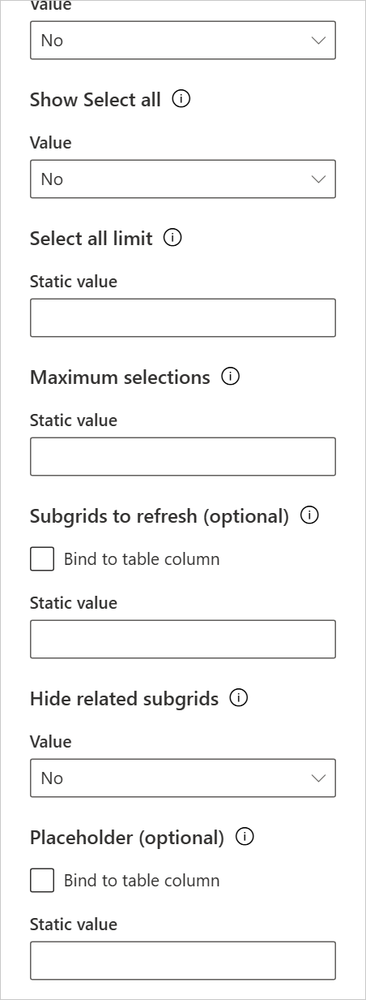 Value
No
Show Select all
Value
No
Select all limit
Static value
Maximum selections
Static value
Subgrids to refresh (optional)
Bind to table column
Static value
Hide related subgrids
Value
No
Placeholder (optional)
Bind to table column
Static value